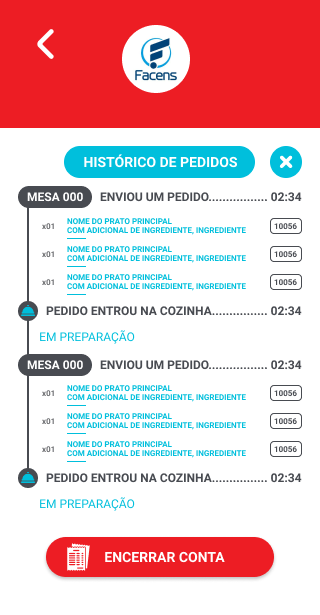 Facens
HISTÓRICO DE PEDIDOS
MESA 000 ENVIOU UM PEDIDO................. 02:34
x01 NOME DO PRATO PRINCIPAL 10056
COM ADICIONAL DE INGREDIENTE, INGREDIENTE
x01 NOME DO PRATO PRINCIPAL 10056
COM ADICIONAL DE INGREDIENTE, INGREDIENTE
x01 NOME DO PRATO PRINCIPAL 10056
COM ADICIONAL DE INGREDIENTE, INGREDIENTE
PEDIDO ENTROU NA COZINHA................ 02:34
EM PREPARAÇÃO
MESA 000 ENVIOU UM PEDIDO................. 02:34
x01 NOME DO PRATO PRINCIPAL 10056
COM ADICIONAL DE INGREDIENTE, INGREDIENTE
x01 NOME DO PRATO PRINCIPAL 10056
COM ADICIONAL DE INGREDIENTE, INGREDIENTE
x01 NOME DO PRATO PRINCIPAL 10056
COM ADICIONAL DE INGREDIENTE, INGREDIENTE
PEDIDO ENTROU NA COZINHA................ 02:34
EM PREPARAÇÃO
ENCERRAR CONTA